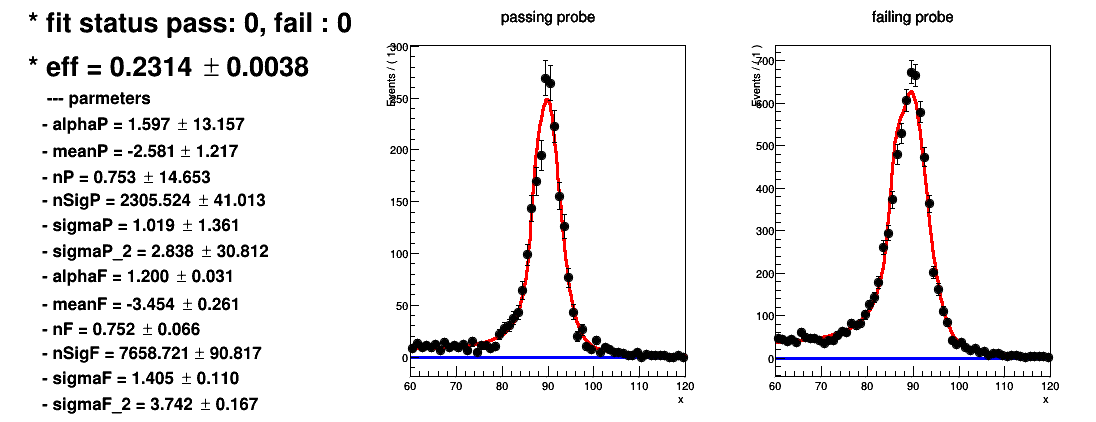 * fit status pass: 0, fail : 0
* eff = 0.2314 ± 0.0038
--- parmeters
- alphaP = 1.597 ± 13.157
- meanP = -2.581 ± 1.217
- nP = 0.753 ± 14.653
- nSigP = 2305.524 ± 41.013
- sigmaP = 1.019 ± 1.361
- sigmaP_2 = 2.838 ± 30.812
- alphaF = 1.200 ± 0.031
- meanF = -3.454 ± 0.261
- nF = 0.752 ± 0.066
- nSigF = 7658.721 ± 90.817
- sigmaF = 1.405 ± 0.110
- sigmaF_2 = 3.742 ± 0.167
passing probe
Events / ( 1 )
300
250
200
150
100
50
0
60 70 80 90 100 110 120
x
failing probe
Events / ( 1 )
700
600
500
400
300
200
100
0
60 70 80 90 100 110 120
x